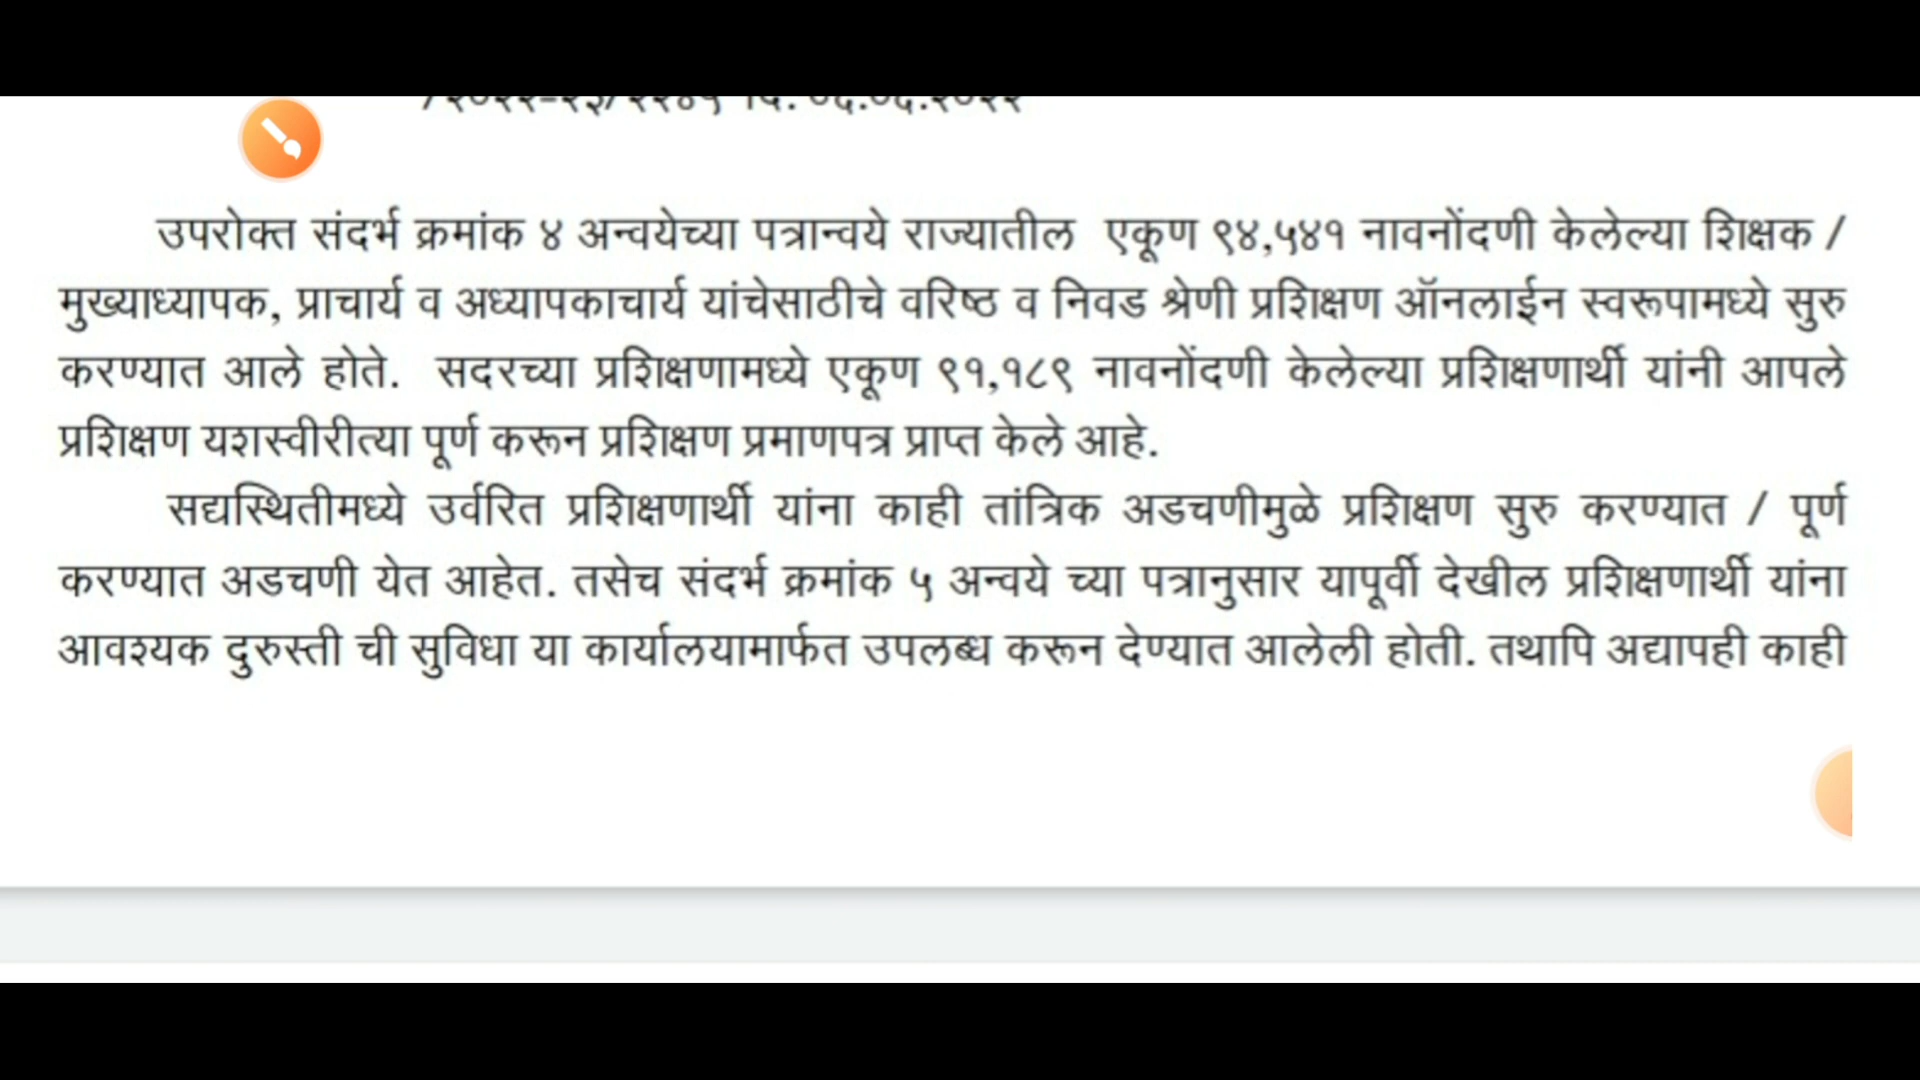 उपरोक्त संदर्भ क्रमांक ४ अन्वयेच्या पत्रान्वये राज्यातील एकूण ९४,५४१ नावनोंदणी केलेल्या शिक्षक /
मुख्याध्यापक, प्राचार्य व अध्यापकाचार्य यांचेसाठीचे वरिष्ठ व निवड श्रेणी प्रशिक्षण ऑनलाईन स्वरूपामध्ये सुरु
करण्यात आले होते. सदरच्या प्रशिक्षणामध्ये एकूण ९१,१८९ नावनोंदणी केलेल्या प्रशिक्षणार्थी यांनी आपले
प्रशिक्षण यशस्वीरीत्या पूर्ण करून प्रशिक्षण प्रमाणपत्र प्राप्त केले आहे.
सद्यस्थितीमध्ये उर्वरित प्रशिक्षणार्थी यांना काही तांत्रिक अडचणीमुळे प्रशिक्षण सुरु करण्यात / पूर्ण
करण्यात अडचणी येत आहेत. तसेच संदर्भ क्रमांक ५ अन्वये च्या पत्रानुसार यापूर्वी देखील प्रशिक्षणार्थी यांना
आवश्यक दुरुस्ती ची सुविधा या कार्यालयामार्फत उपलब्ध करून देण्यात आलेली होती. तथापि अद्यापही काही